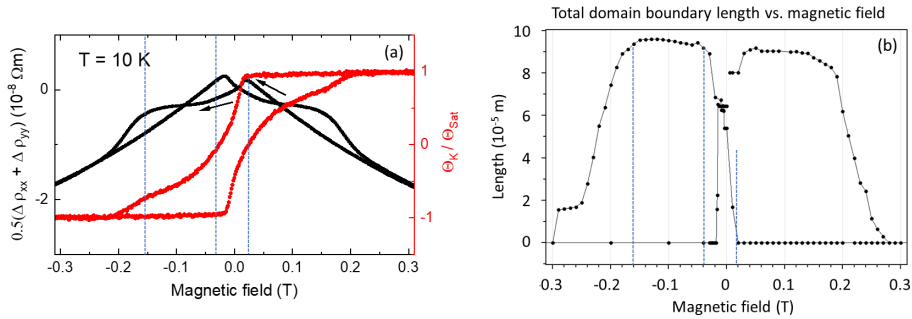 Total domain boundary length vs. magnetic field
(a)
T = 10 K
0.5(Δ ρxx + Δ ρyy) (10⁻⁸ Ωm)
0
-1
-2
1
0
-1
ΘK / ΘSat
-0.3 -0.2 -0.1 0.0 0.1 0.2 0.3
Magnetic field (T)
(b)
Length (10⁻⁵ m)
10
8
6
4
2
0
-0.3 -0.2 -0.1 0 0.1 0.2 0.3
Magnetic field (T)